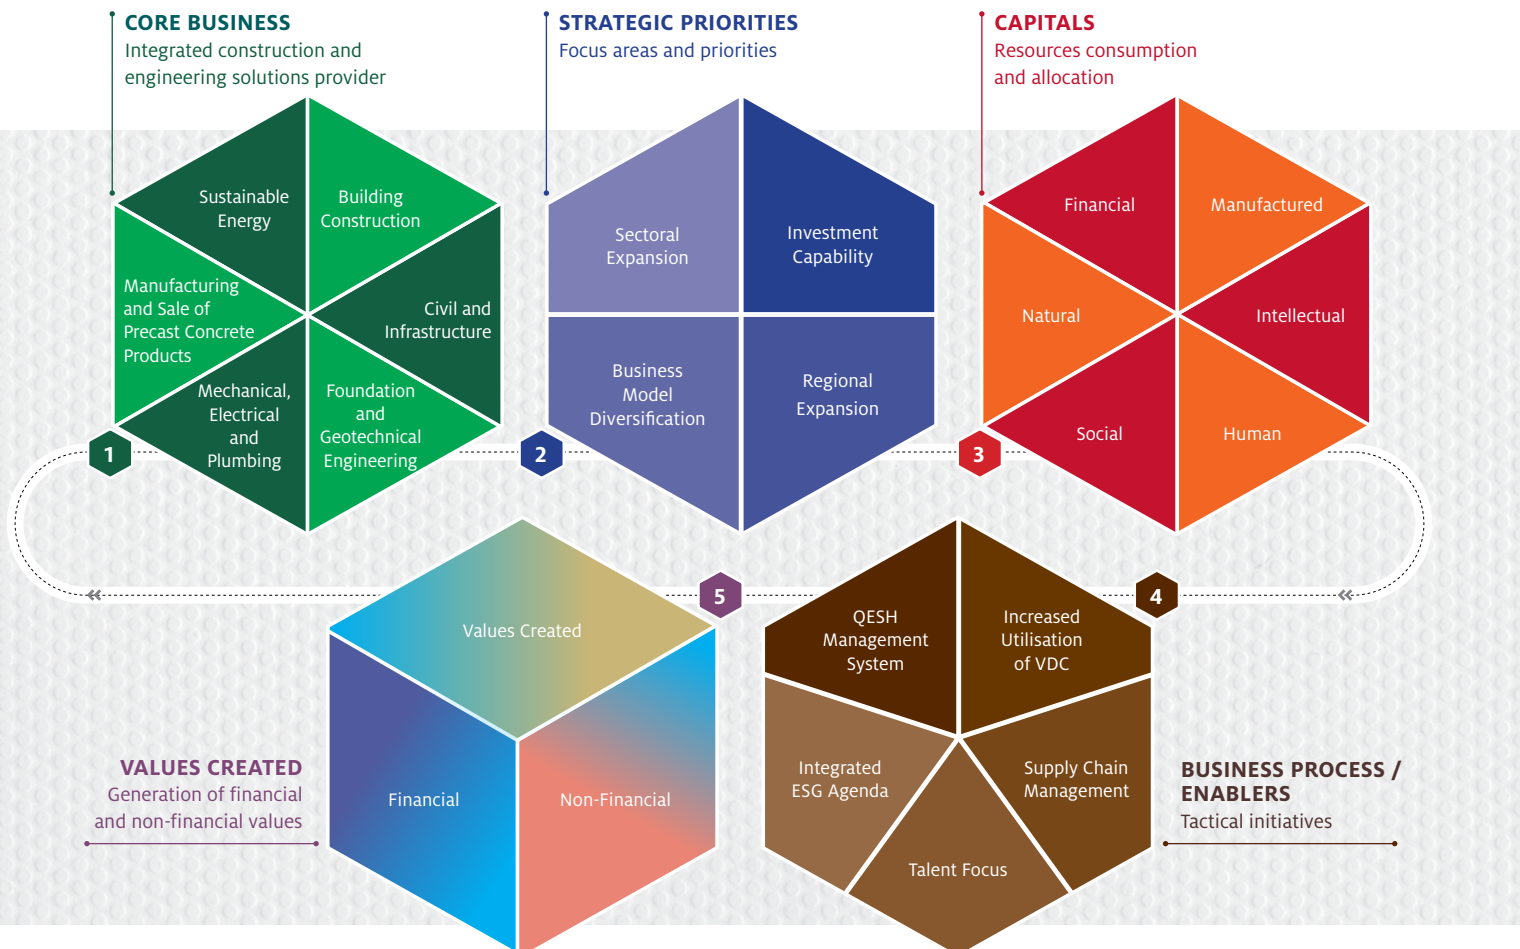 CORE BUSINESS
Integrated construction and
engineering solutions provider
Sustainable
Energy
Building
Construction
Manufacturing
and Sale of
Precast Concrete
Products
Civil and
Infrastructure
Mechanical,
Electrical
and
Plumbing
Foundation
and
Geotechnical
Engineering
1
STRATEGIC PRIORITIES
Focus areas and priorities
Sectoral
Expansion
Investment
Capability
Business
Model
Diversification
Regional
Expansion
2
CAPITALS
Resources consumption
and allocation
Financial
Manufactured
Natural
Intellectual
Social
Human
3
4
QESH
Management
System
Increased
Utilisation
of VDC
Integrated
ESG Agenda
Supply Chain
Management
Talent Focus
BUSINESS PROCESS /
ENABLERS
Tactical initiatives
5
Values Created
Financial
Non-Financial
VALUES CREATED
Generation of financial
and non-financial values